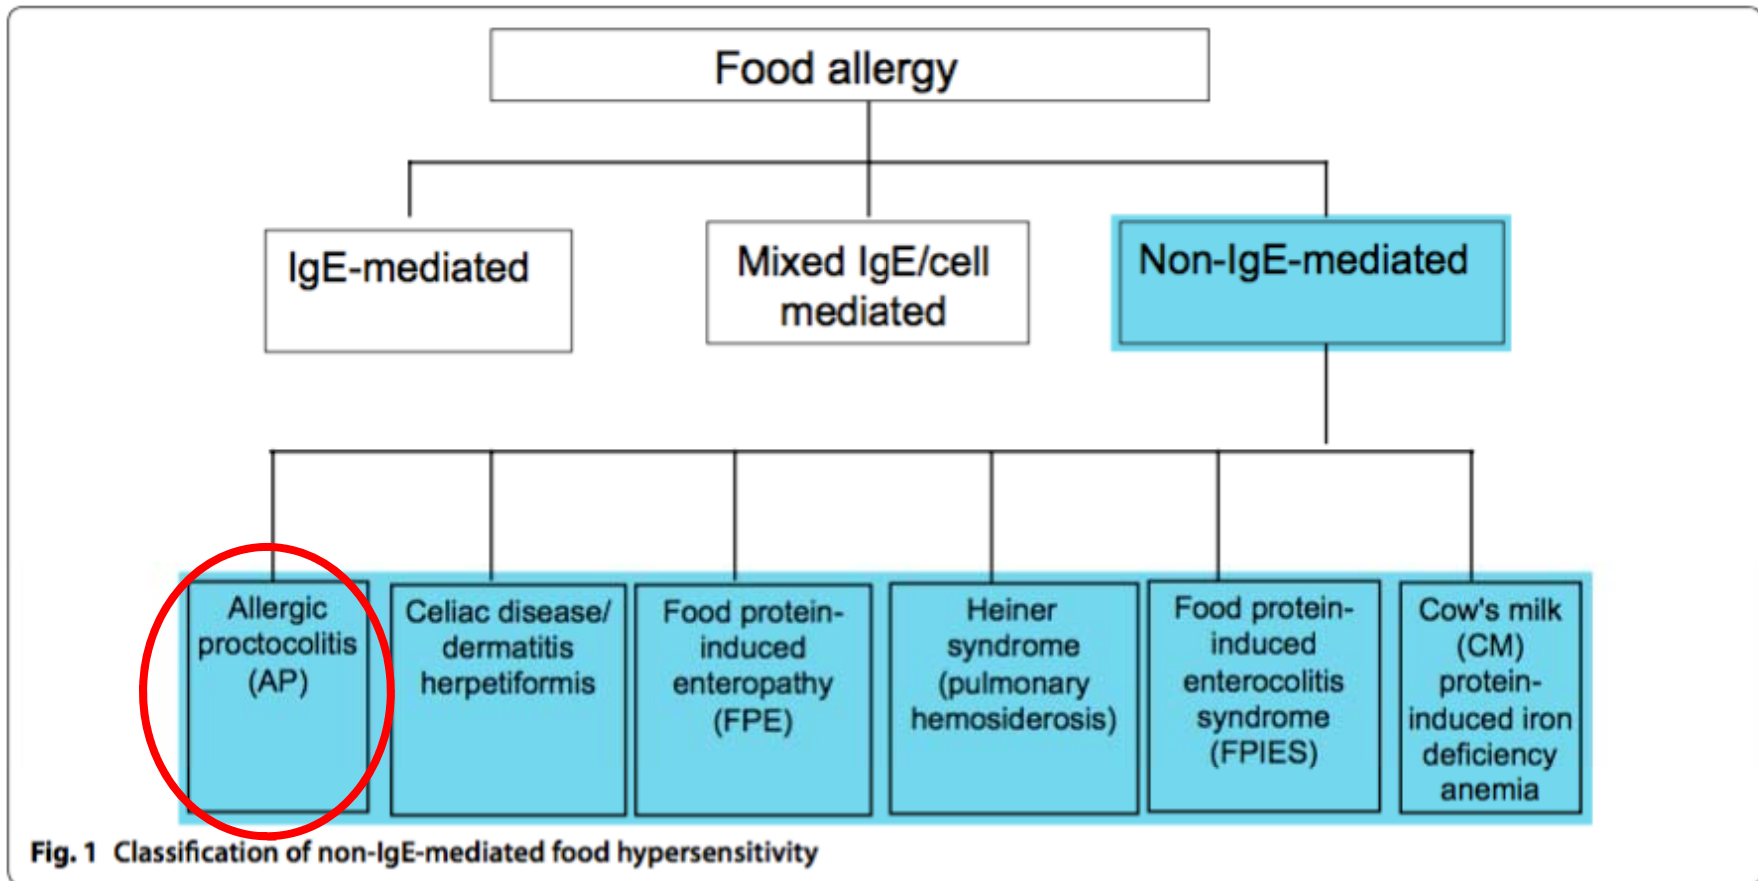 Food allergy
IgE-mediated
Mixed IgE/cell
mediated
Non-IgE-mediated
Allergic
proctocolitis
(AP)
Celiac disease/
dermatitis
herpetiformis
Food protein-
induced
enteropathy
(FPE)
Heiner
syndrome
(pulmonary
hemosiderosis)
Food protein-
induced
enterocolitis
syndrome
(FPIES)
Cow's milk
(CM)
protein-
induced iron
deficiency
anemia
Fig. 1 Classification of non-IgE-mediated food hypersensitivity